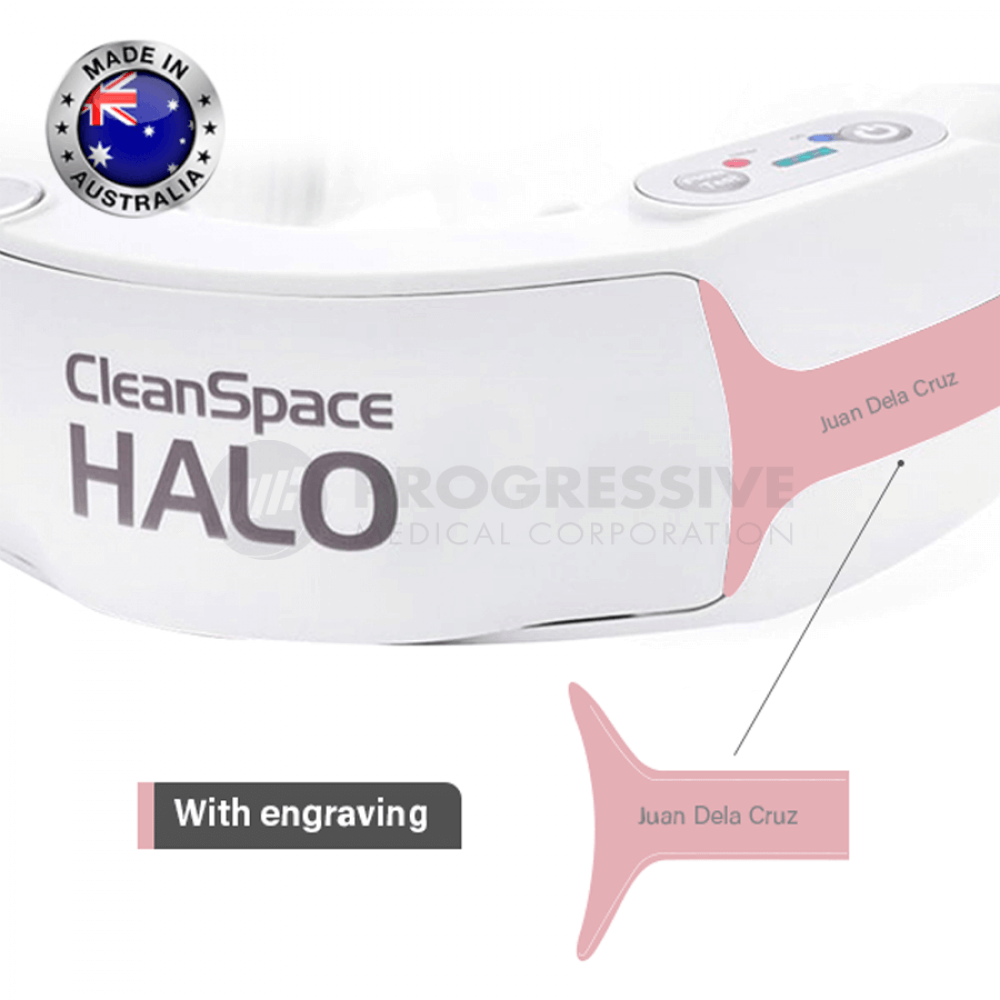 MADE IN
AUSTRALIA
CleanSpace
HALO
PROGRESSIVE
MEDICAL CORPORATION
Juan Dela Cruz
With engraving
Juan Dela Cruz